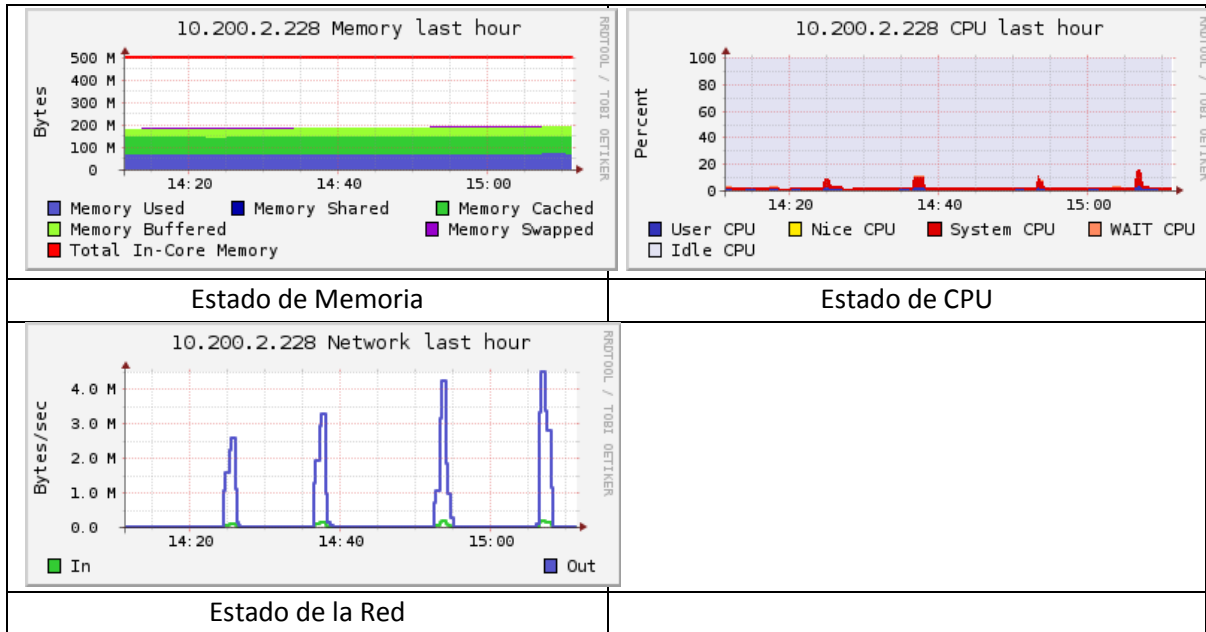 10.200.2.228 Memory last hour
Bytes
500 M
400 M
300 M
200 M
100 M
0
14:20 14:40 15:00
Memory Used Memory Shared Memory Cached
Memory Buffered Memory Swapped
Total In-Core Memory
RRDTOOL / TOBI OETIKER
10.200.2.228 CPU last hour
Percent
100
80
60
40
20
0
14:20 14:40 15:00
User CPU Nice CPU System CPU WAIT CPU
Idle CPU
RRDTOOL / TOBI OETIKER
Estado de Memoria
Estado de CPU
10.200.2.228 Network last hour
Bytes/sec
4.0 M
3.0 M
2.0 M
1.0 M
0.0
14:20 14:40 15:00
In Out
RRDTOOL / TOBI OETIKER
Estado de la Red